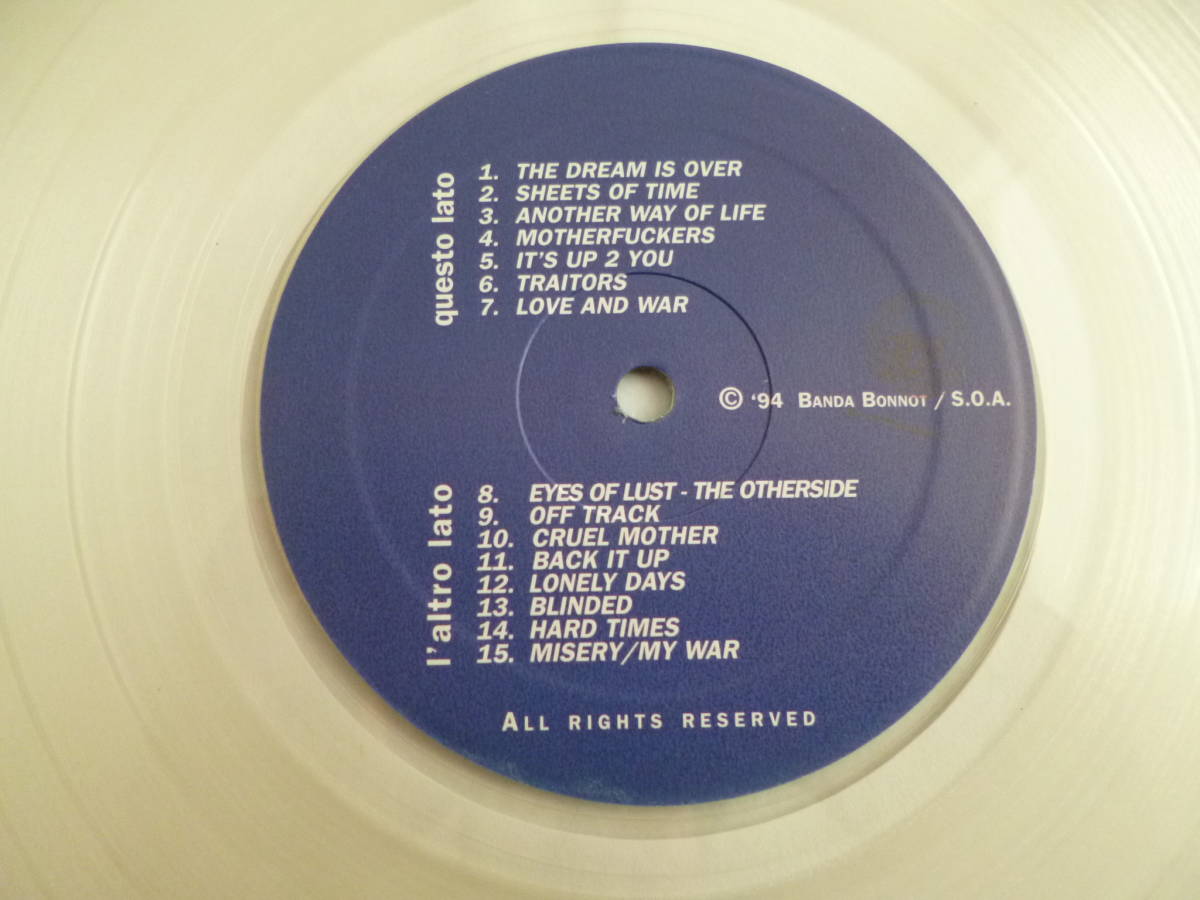 questo lato
1. THE DREAM IS OVER
2. SHEETS OF TIME
3. ANOTHER WAY OF LIFE
4. MOTHERFUCKERS
5. IT'S UP 2 YOU
6. TRAITORS
7. LOVE AND WAR
© '94 BANDA BONNOT / S.O.A.
l'altro lato
8. EYES OF LUST - THE OTHERSIDE
9. OFF TRACK
10. CRUEL MOTHER
11. BACK IT UP
12. LONELY DAYS
13. BLINDED
14. HARD TIMES
15. MISERY/MY WAR
ALL RIGHTS RESERVED